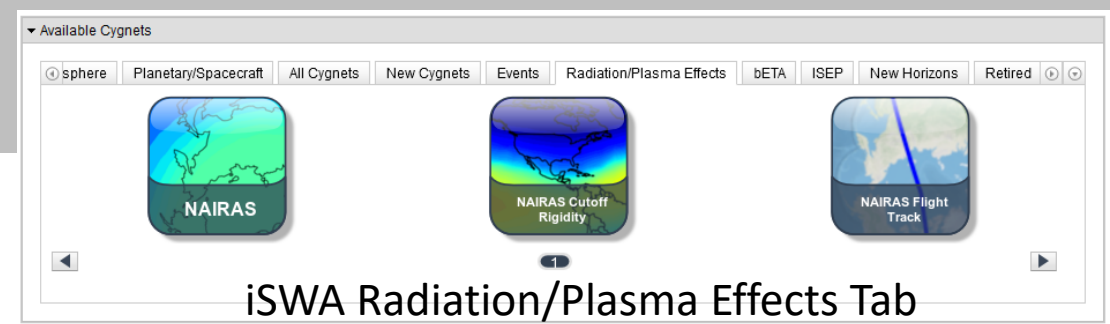 Available Cygnets
sphere Planetary/Spacecraft All Cygnets New Cygnets Events Radiation/Plasma Effects bETA ISEP New Horizons Retired
NAIRAS
NAIRAS Cutoff
Rigidity
NAIRAS Flight
Track
1
iSWA Radiation/Plasma Effects Tab